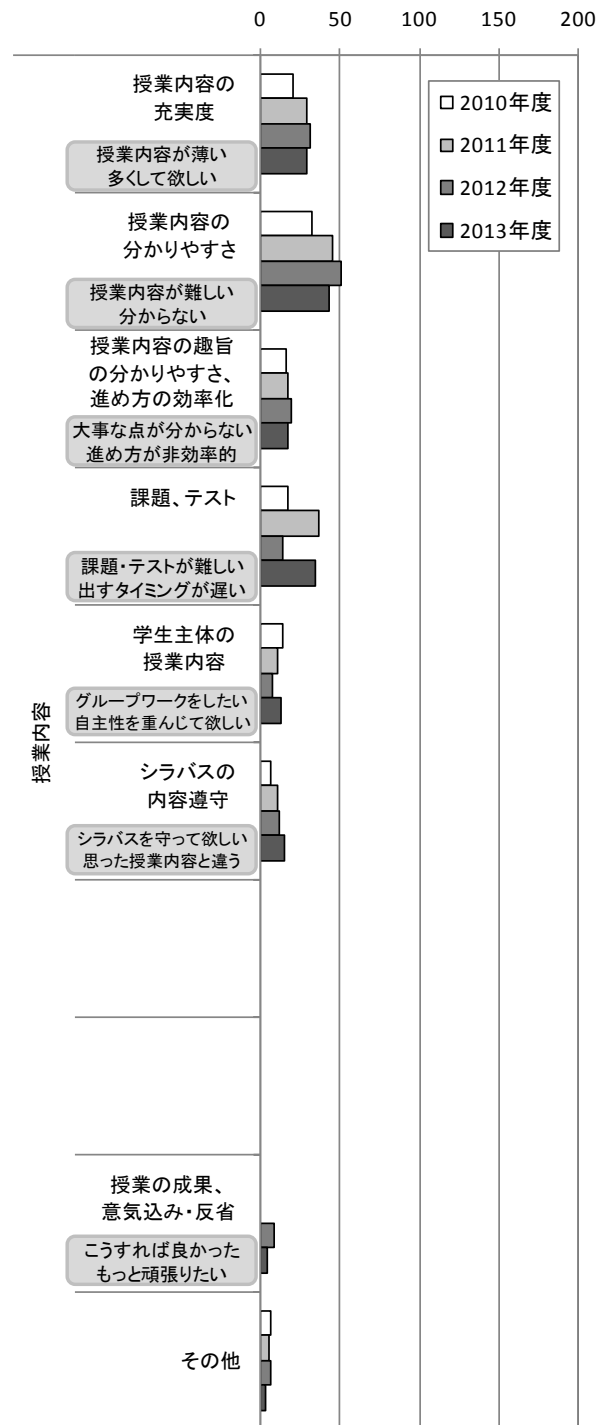 0 50 100 150 200
2010年度
2011年度
2012年度
2013年度
授業内容
授業内容の
充実度
授業内容が薄い
多くして欲しい
授業内容の
分かりやすさ
授業内容が難しい
分からない
授業内容の趣旨
の分かりやすさ、
進め方の効率化
大事な点が分からない
進め方が非効率的
課題、テスト
課題・テストが難しい
出すタイミングが遅い
学生主体の
授業内容
グループワークをしたい
自主性を重んじて欲しい
シラバスの
内容遵守
シラバスを守って欲しい
思った授業内容と違う
授業の成果、
意気込み・反省
こうすれば良かった
もっと頑張りたい
その他